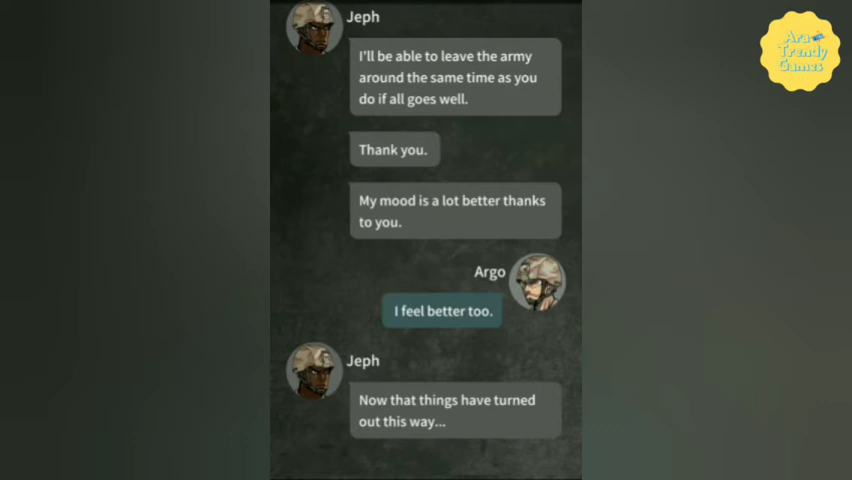 Jeph
I'll be able to leave the army
around the same time as you
do if all goes well.
Thank you.
My mood is a lot better thanks
to you.
Argo
I feel better too.
Jeph
Now that things have turned
out this way...
Ara
Trendy
Games